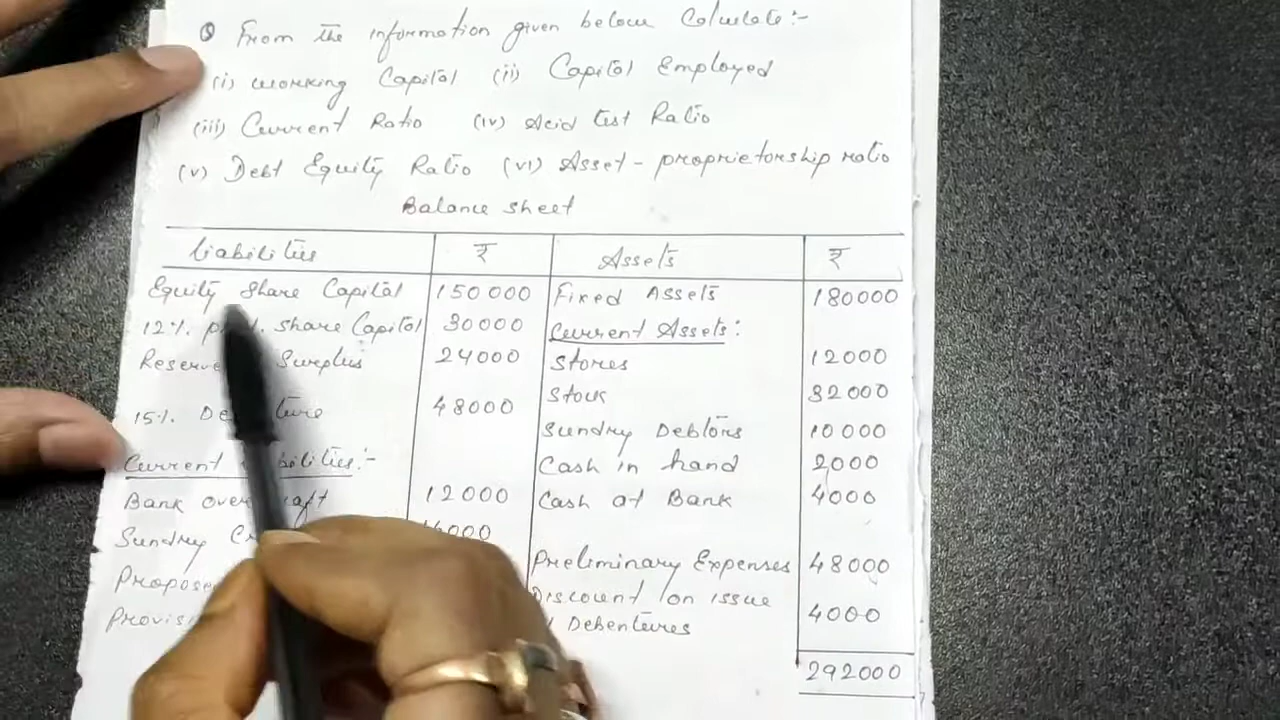 Q From the information given below Calculate:-
(i) working Capital (ii) Capital Employed
(iii) Current Ratio (iv) Acid test Ratio
(v) Debt Equity Ratio (vi) Asset - proprietorship ratio
Balance sheet
Liabilities ₹ Assets ₹
Equity Share Capital 150000 Fixed Assets 180000
12% share Capital 30000 Current Assets:
Reserve Surplus 24000 Stores 12000
Stock 32000
15% 48000
Sundry Debtors 10000
Current :- Cash in hand 2000
Bank 12000 Cash at Bank 4000
Sundry
Preliminary Expenses 48000
Discount on issue
Debentures 4000
292000